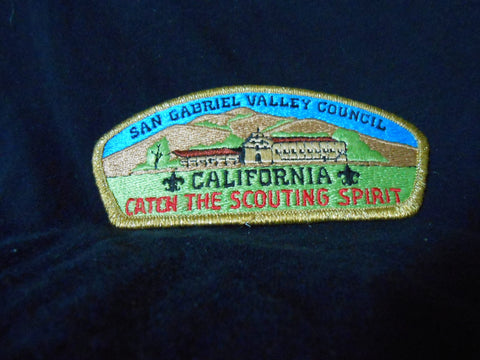 SAN GABRIEL VALLEY COUNCIL
CALIFORNIA
CATCH THE SCOUTING SPIRIT